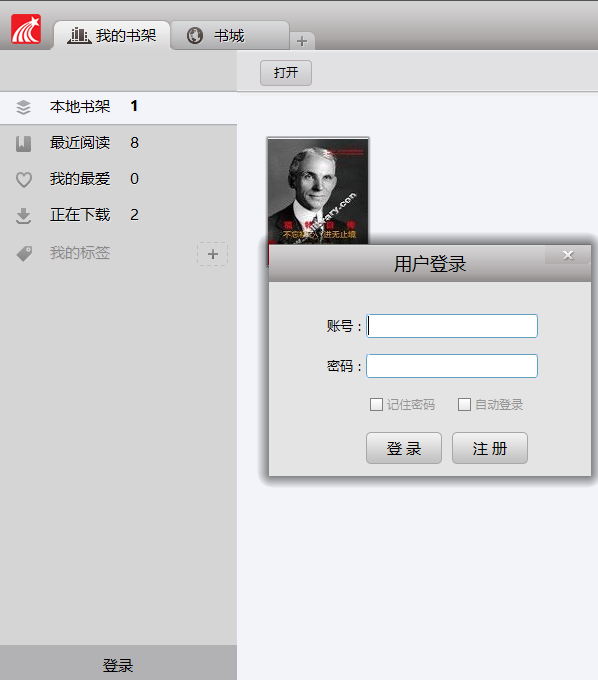 我的书架
书城
打开
本地书架 1
最近阅读 8
我的最爱 0
正在下载 2
我的标签
用户登录
账号：
密码：
记住密码 自动登录
登 录 注 册
登录